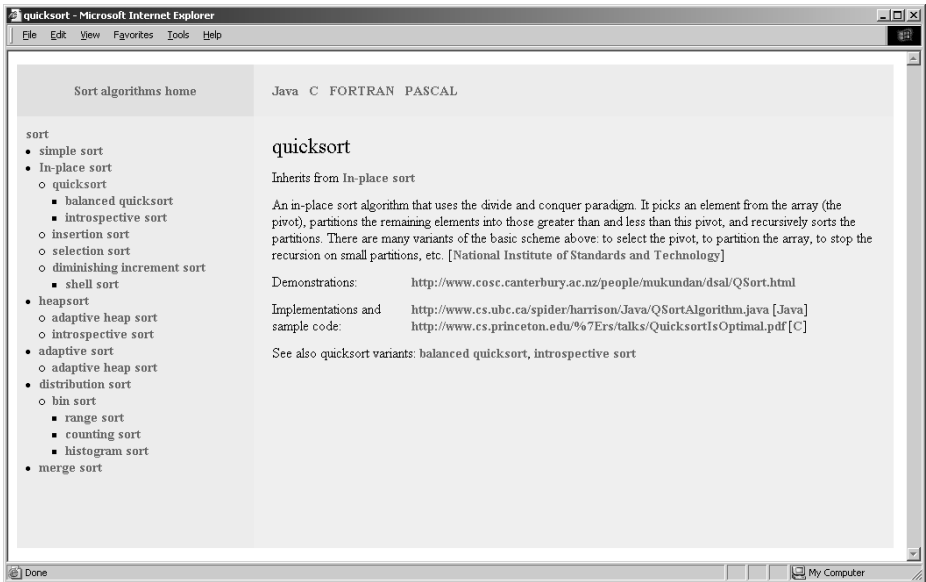 quicksort - Microsoft Internet Explorer
File Edit View Favorites Tools Help
Sort algorithms home
Java C FORTRAN PASCAL
sort
simple sort
In-place sort
quicksort
balanced quicksort
introspective sort
insertion sort
selection sort
diminishing increment sort
shell sort
heapsort
adaptive heap sort
introspective sort
adaptive sort
adaptive heap sort
distribution sort
bin sort
range sort
counting sort
histogram sort
merge sort
quicksort
Inherits from In-place sort
An in-place sort algorithm that uses the divide and conquer paradigm. It picks an element from the array (the
pivot), partitions the remaining elements into those greater than and less than this pivot, and recursively sorts the
partitions. There are many variants of the basic scheme above: to select the pivot, to partition the array, to stop the
recursion on small partitions, etc. [National Institute of Standards and Technology]
Demonstrations: http://www.cosc.canterbury.ac.nz/people/mukundan/dsal/QSort.html
Implementations and http://www.cs.ubc.ca/spider/harrison/Java/QSortAlgorithm.java [Java]
sample code: http://www.cs.princeton.edu/%7Ers/talks/QuicksortIsOptimal.pdf [C]
See also quicksort variants: balanced quicksort, introspective sort
Done
My Computer